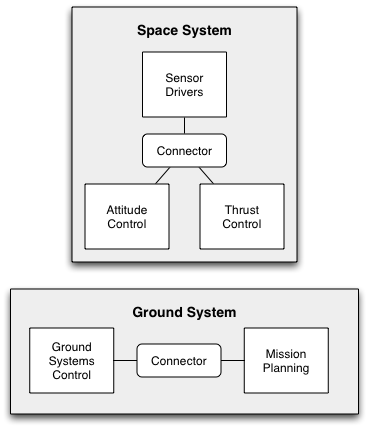 Space System
Sensor
Drivers
Connector
Attitude
Control
Thrust
Control
Ground System
Ground
Systems
Control
Connector
Mission
Planning